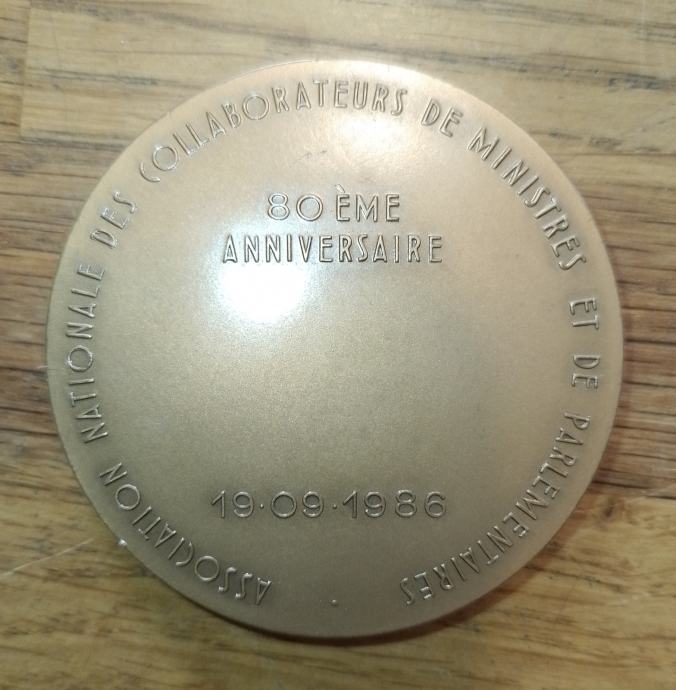 ASSOCIATION NATIONALE DES COLLABORATEURS DE MINISTRES ET DE PARLEMENTAIRES
80 ÈME
ANNIVERSAIRE
19·09·1986